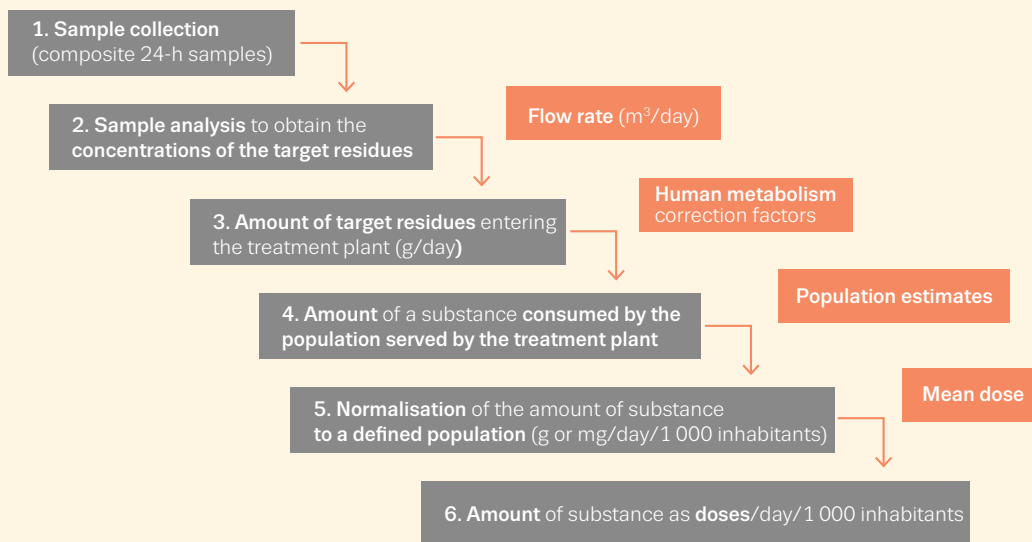 1. Sample collection
(composite 24-h samples)
2. Sample analysis to obtain the
concentrations of the target residues
Flow rate (m³/day)
3. Amount of target residues entering
the treatment plant (g/day)
Human metabolism
correction factors
4. Amount of a substance consumed by the
population served by the treatment plant
Population estimates
5. Normalisation of the amount of substance
to a defined population (g or mg/day/1 000 inhabitants)
Mean dose
6. Amount of substance as doses/day/1 000 inhabitants